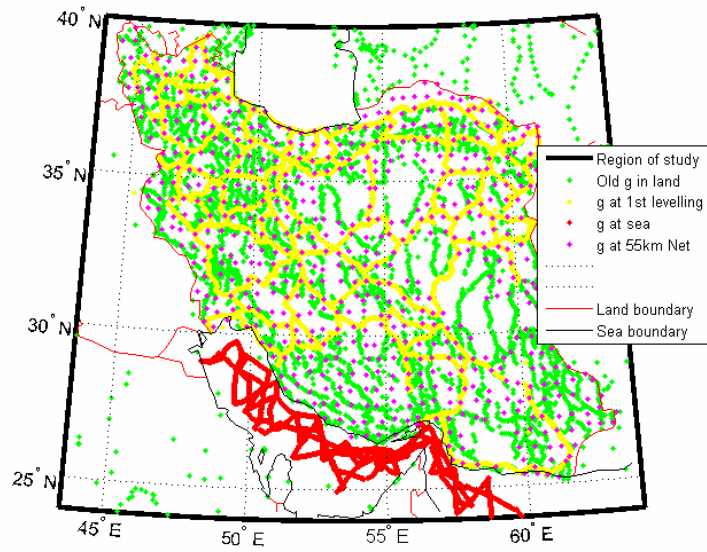 40° N
35° N
30° N
25° N
45° E
50° E
55° E
60° E
Region of study
Old g in land
g at 1st levelling
g at sea
g at 55km Net
Land boundary
Sea boundary